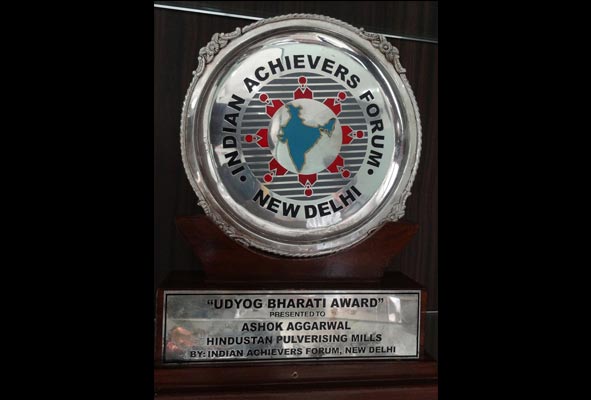 INDIAN ACHIEVERS FORUM
• NEW DELHI •
"UDYOG BHARATI AWARD"
PRESENTED TO
ASHOK AGGARWAL
HINDUSTAN PULVERISING MILLS
BY: INDIAN ACHIEVERS FORUM, NEW DELHI